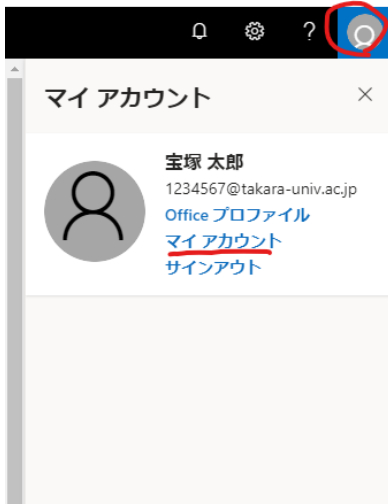 ?
マイ アカウント
宝塚 太郎
1234567@takara-univ.ac.jp
Office プロファイル
マイ アカウント
サインアウト